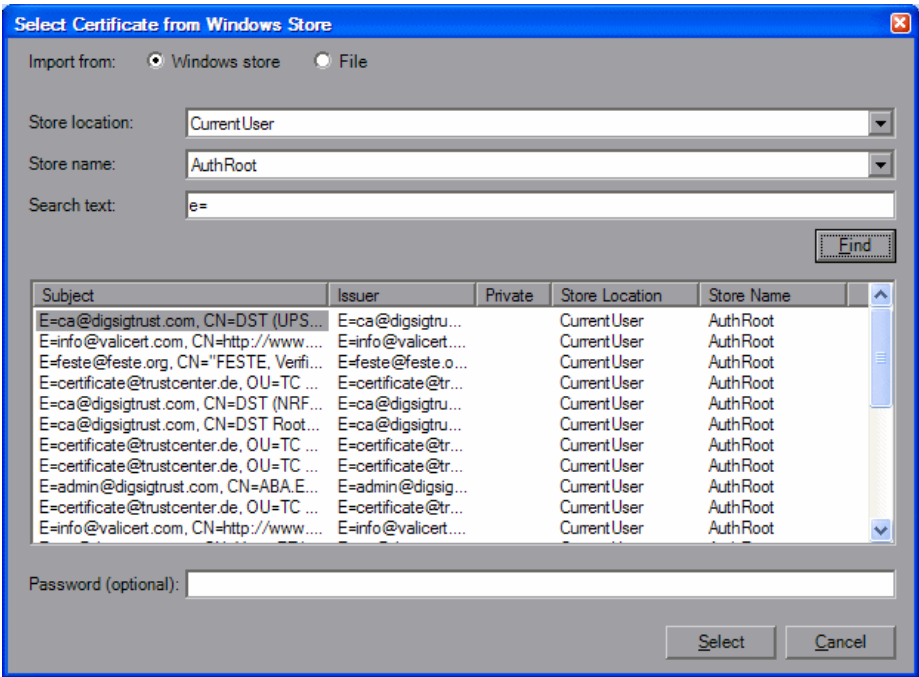 Select Certificate from Windows Store
Import from: Windows store File
Store location: CurrentUser
Store name: AuthRoot
Search text: e=
Find
Subject Issuer Private Store Location Store Name
E=ca@digsigtrust.com, CN=DST (UPS... E=ca@digsigtru... CurrentUser AuthRoot
E=info@valicert.com, CN=http://www.... E=info@valicert.... CurrentUser AuthRoot
E=feste@feste.org, CN="FESTE, Verifi... E=feste@feste.o... CurrentUser AuthRoot
E=certificate@trustcenter.de, OU=TC ... E=certificate@tr... CurrentUser AuthRoot
E=ca@digsigtrust.com, CN=DST (NRF... E=ca@digsigtru... CurrentUser AuthRoot
E=ca@digsigtrust.com, CN=DST Root... E=ca@digsigtru... CurrentUser AuthRoot
E=certificate@trustcenter.de, OU=TC ... E=certificate@tr... CurrentUser AuthRoot
E=certificate@trustcenter.de, OU=TC ... E=certificate@tr... CurrentUser AuthRoot
E=admin@digsigtrust.com, CN=ABA.E... E=admin@digsig... CurrentUser AuthRoot
E=certificate@trustcenter.de, OU=TC ... E=certificate@tr... CurrentUser AuthRoot
E=info@valicert.com, CN=http://www.... E=info@valicert.... CurrentUser AuthRoot
Password (optional):
Select Cancel